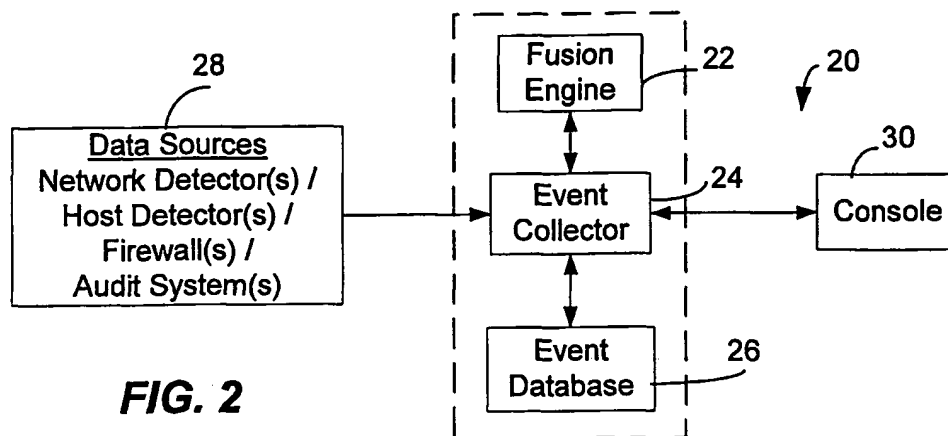 28
Data Sources
Network Detector(s) /
Host Detector(s) /
Firewall(s) /
Audit System(s)
Fusion
Engine
22
20
Event
Collector
24
30
Console
Event
Database
26
FIG. 2